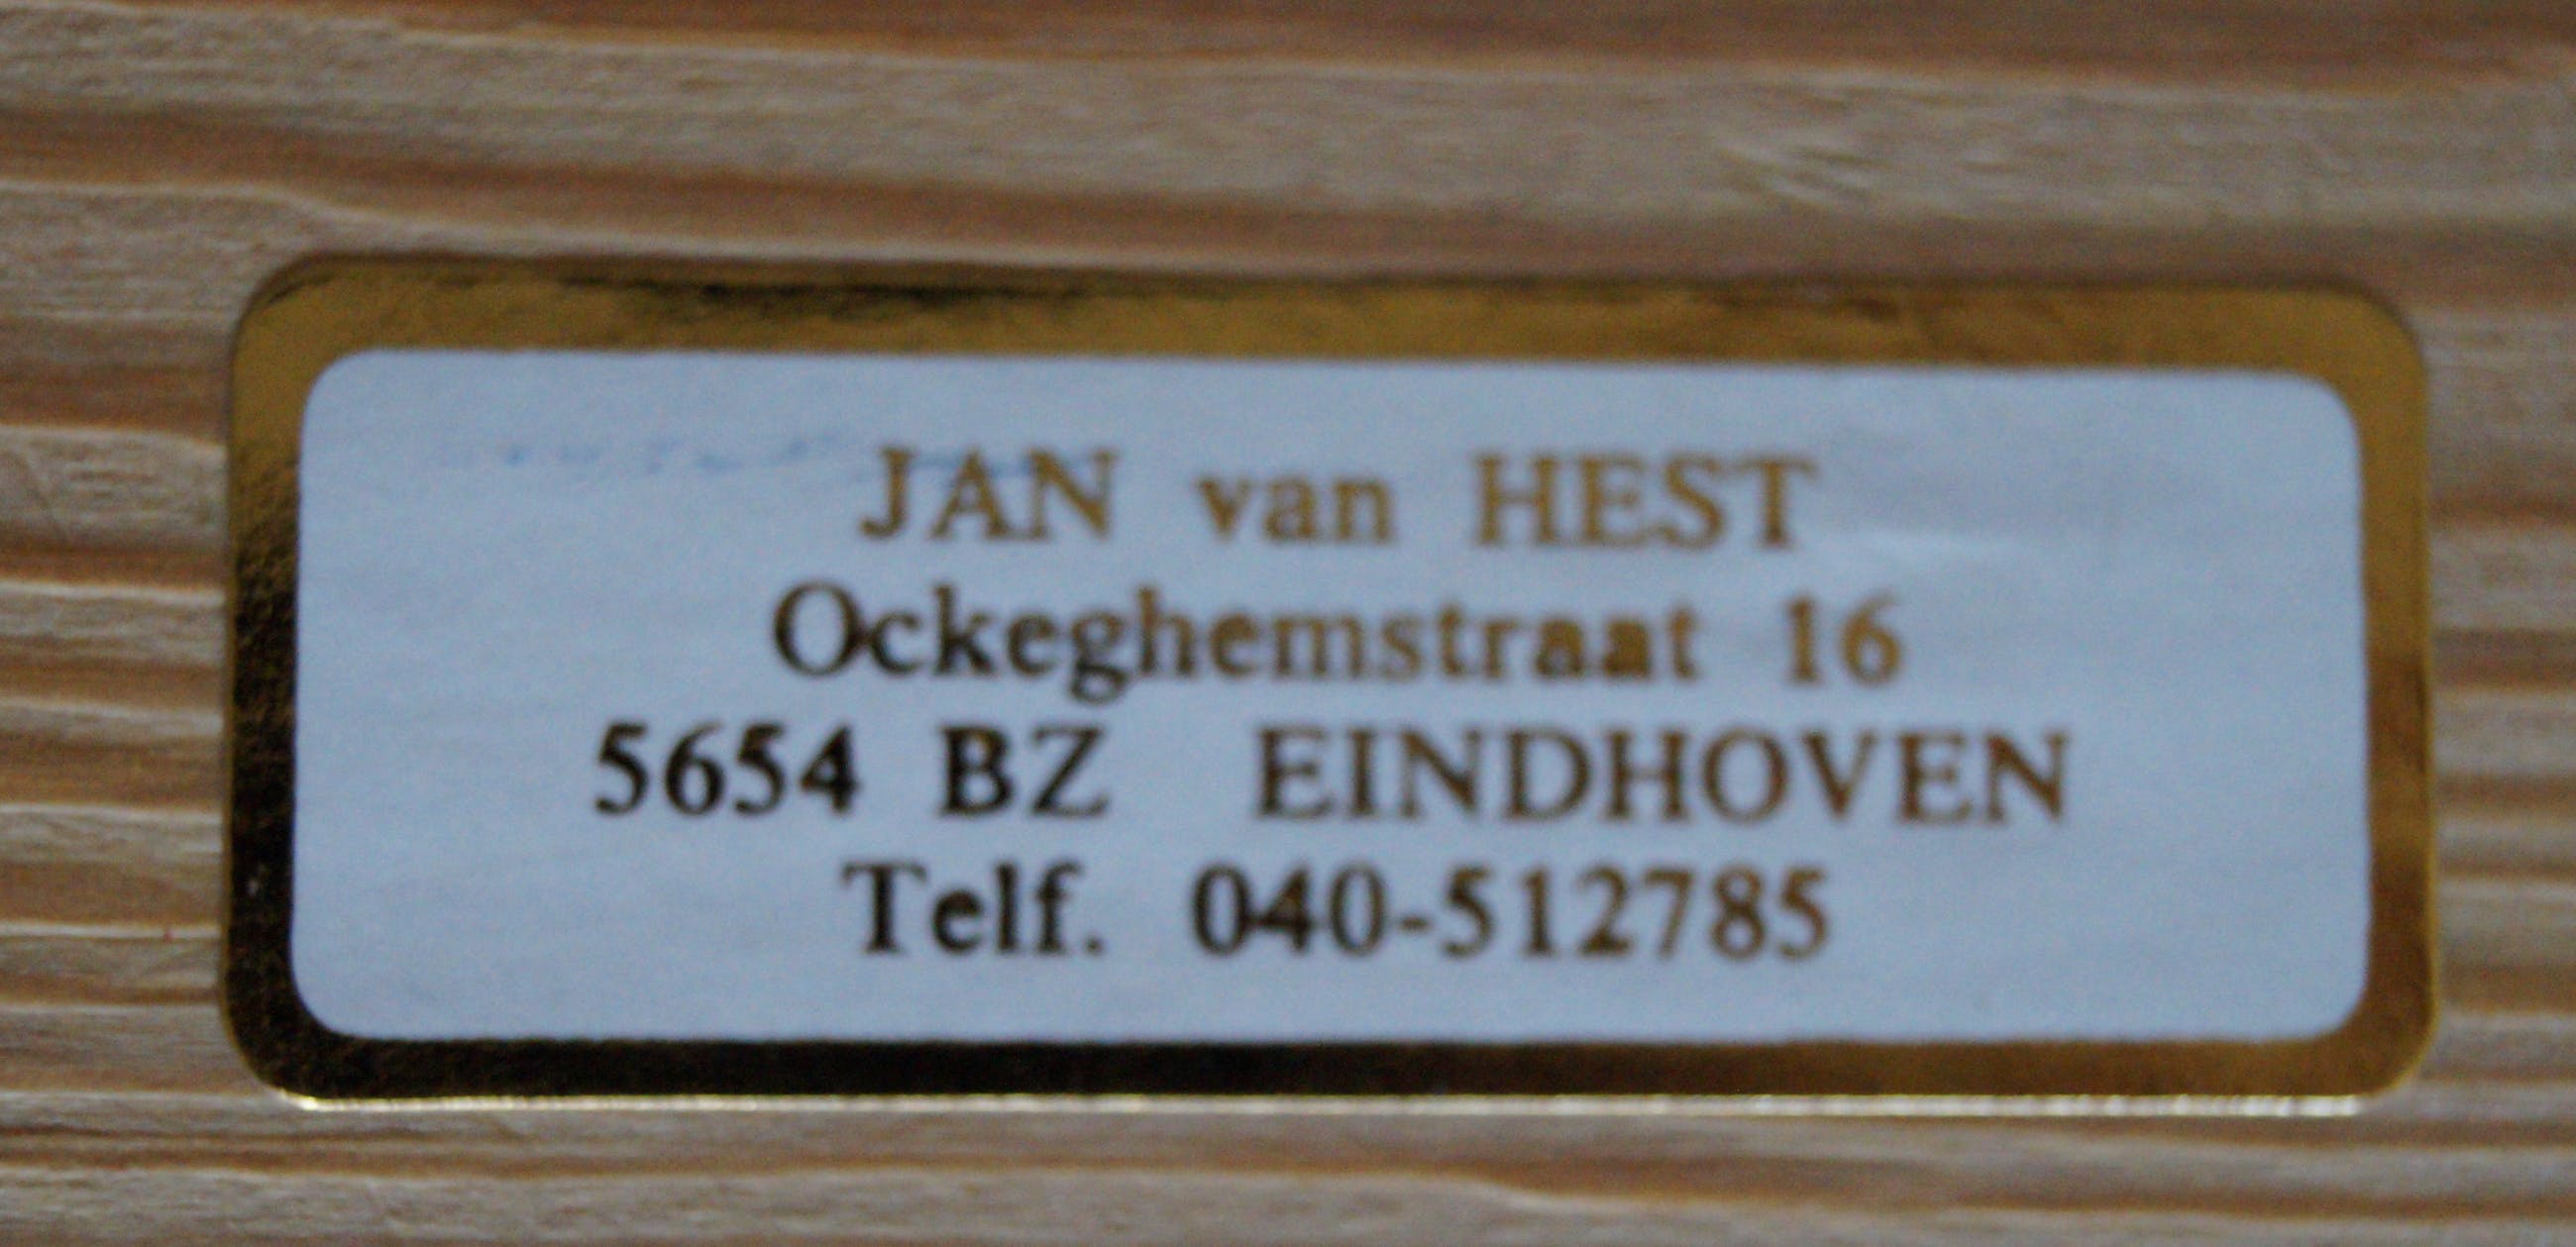 JAN van HEST
Ockeghemstraat 16
5654 BZ EINDHOVEN
Telf. 040-512785